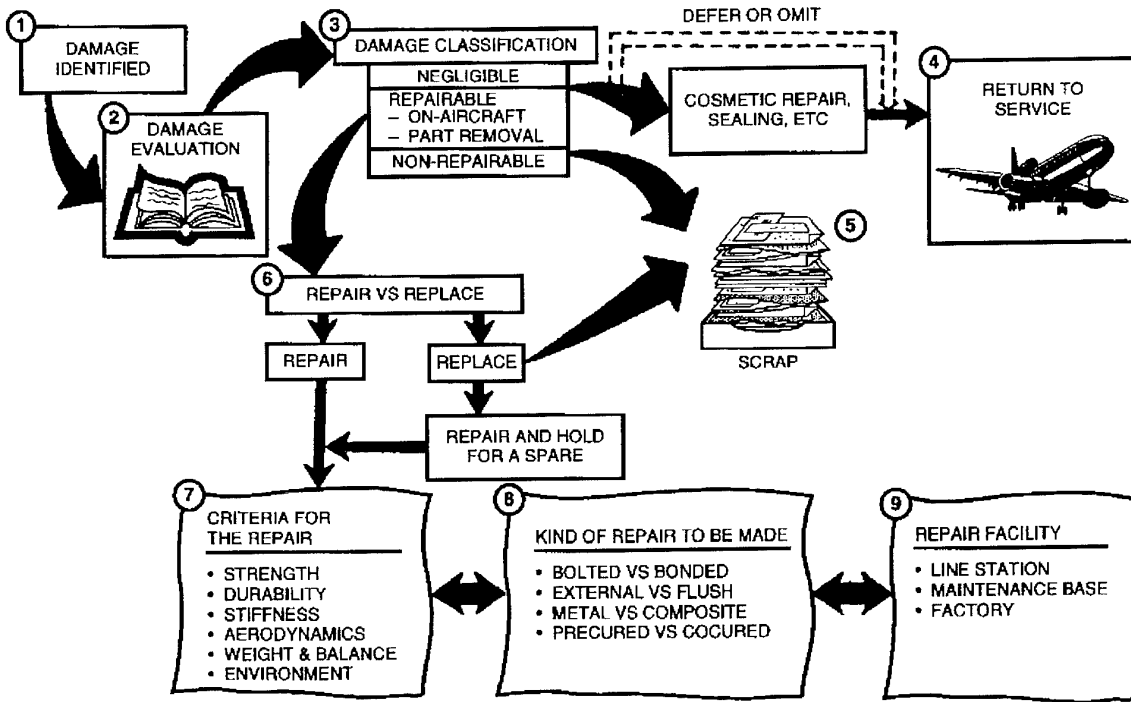 1
DAMAGE
IDENTIFIED
2
DAMAGE
EVALUATION
3
DAMAGE CLASSIFICATION
NEGLIGIBLE
REPAIRABLE
– ON-AIRCRAFT
– PART REMOVAL
NON-REPAIRABLE
DEFER OR OMIT
COSMETIC REPAIR,
SEALING, ETC
4
RETURN TO
SERVICE
5
SCRAP
6
REPAIR VS REPLACE
REPAIR
REPLACE
REPAIR AND HOLD
FOR A SPARE
7
CRITERIA FOR
THE REPAIR
• STRENGTH
• DURABILITY
• STIFFNESS
• AERODYNAMICS
• WEIGHT & BALANCE
• ENVIRONMENT
8
KIND OF REPAIR TO BE MADE
• BOLTED VS BONDED
• EXTERNAL VS FLUSH
• METAL VS COMPOSITE
• PRECURED VS COCURED
9
REPAIR FACILITY
• LINE STATION
• MAINTENANCE BASE
• FACTORY